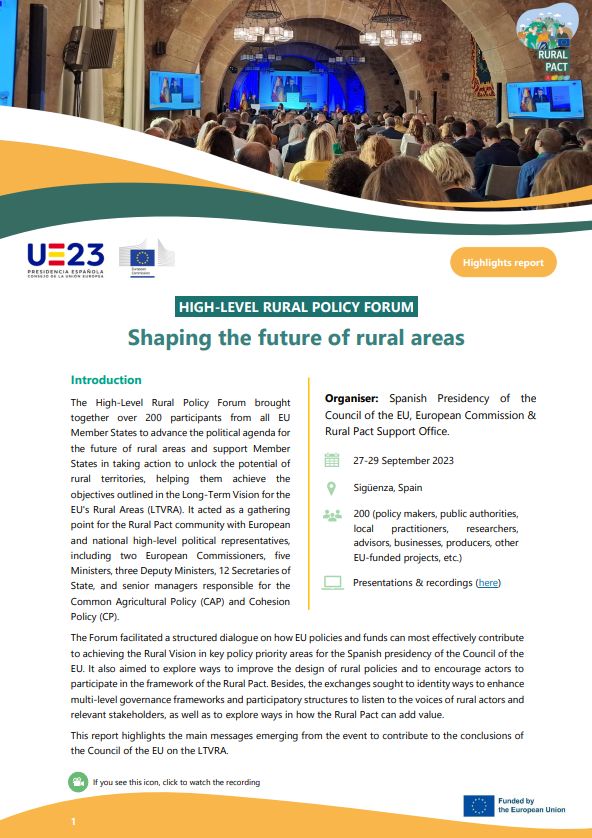 RURAL
PACT
UE23
PRESIDENCIA ESPAÑOLA
CONSEJO DE LA UNIÓN EUROPEA
European
Commission
Highlights report
HIGH-LEVEL RURAL POLICY FORUM
Shaping the future of rural areas
Introduction
The High-Level Rural Policy Forum brought
together over 200 participants from all EU
Member States to advance the political agenda for
the future of rural areas and support Member
States in taking action to unlock the potential of
rural territories, helping them achieve the
objectives outlined in the Long-Term Vision for the
EU's Rural Areas (LTVRA). It acted as a gathering
point for the Rural Pact community with European
and national high-level political representatives,
including two European Commissioners, five
Ministers, three Deputy Ministers, 12 Secretaries of
State, and senior managers responsible for the
Common Agricultural Policy (CAP) and Cohesion
Policy (CP).
Organiser: Spanish Presidency of the
Council of the EU, European Commission &
Rural Pact Support Office.
27-29 September 2023
Sigüenza, Spain
200 (policy makers, public authorities,
local practitioners, researchers,
advisors, businesses, producers, other
EU-funded projects, etc.)
Presentations & recordings (here)
The Forum facilitated a structured dialogue on how EU policies and funds can most effectively contribute
to achieving the Rural Vision in key policy priority areas for the Spanish presidency of the Council of the
EU. It also aimed to explore ways to improve the design of rural policies and to encourage actors to
participate in the framework of the Rural Pact. Besides, the exchanges sought to identity ways to enhance
multi-level governance frameworks and participatory structures to listen to the voices of rural actors and
relevant stakeholders, as well as to explore ways in how the Rural Pact can add value.
This report highlights the main messages emerging from the event to contribute to the conclusions of
the Council of the EU on the LTVRA.
If you see this icon, click to watch the recording
1
Funded by
the European Union